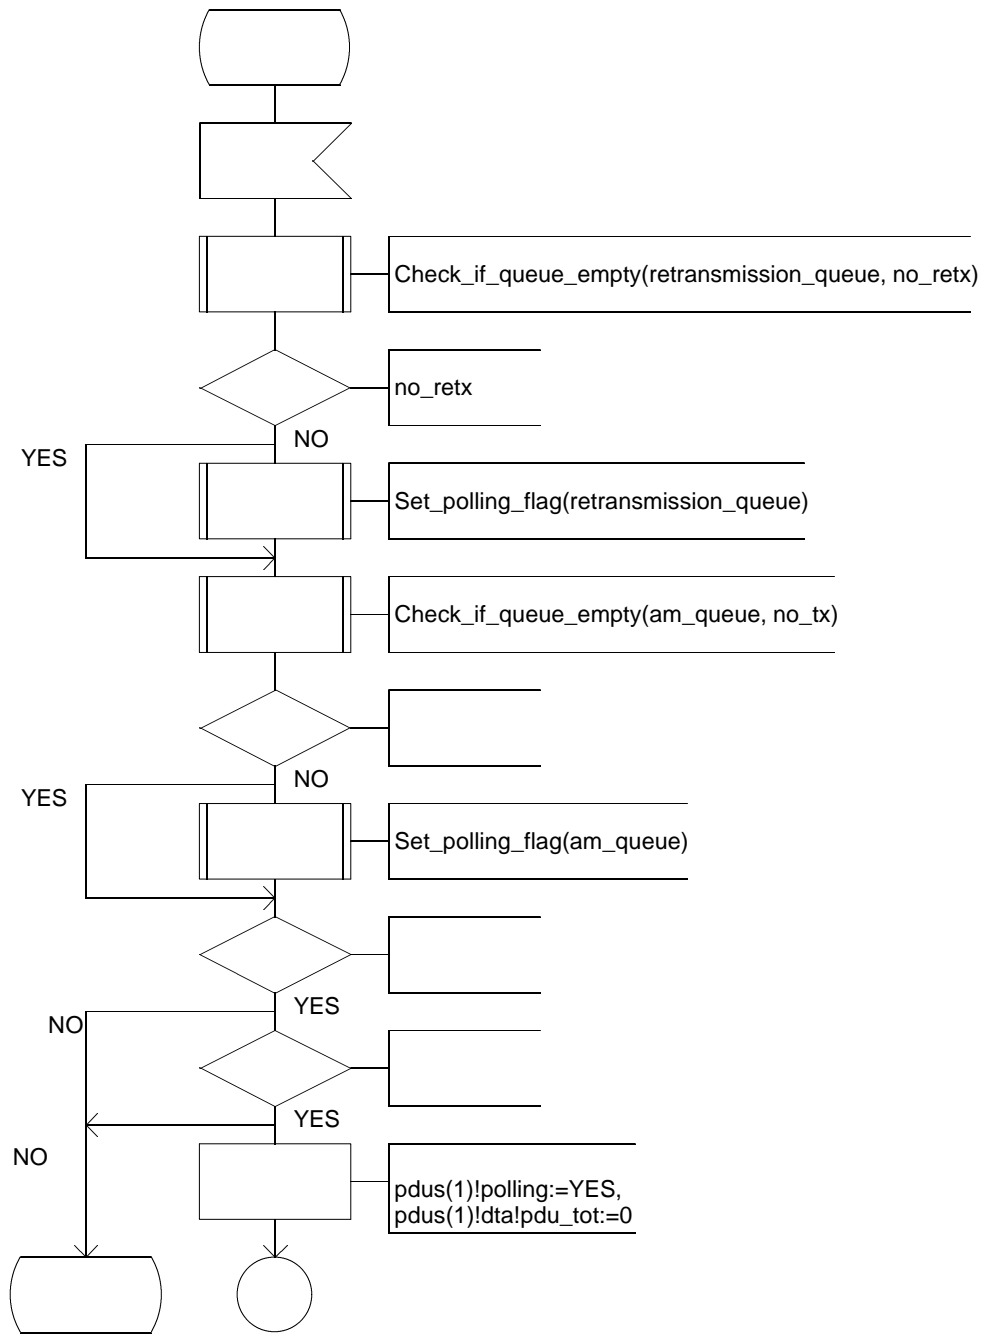 Check_if_queue_empty(retransmission_queue, no_retx)
no_retx
NO
YES
Set_polling_flag(retransmission_queue)
Check_if_queue_empty(am_queue, no_tx)
NO
YES
Set_polling_flag(am_queue)
YES
NO
YES
NO
pdus(1)!polling:=YES,
pdus(1)!dta!pdu_tot:=0